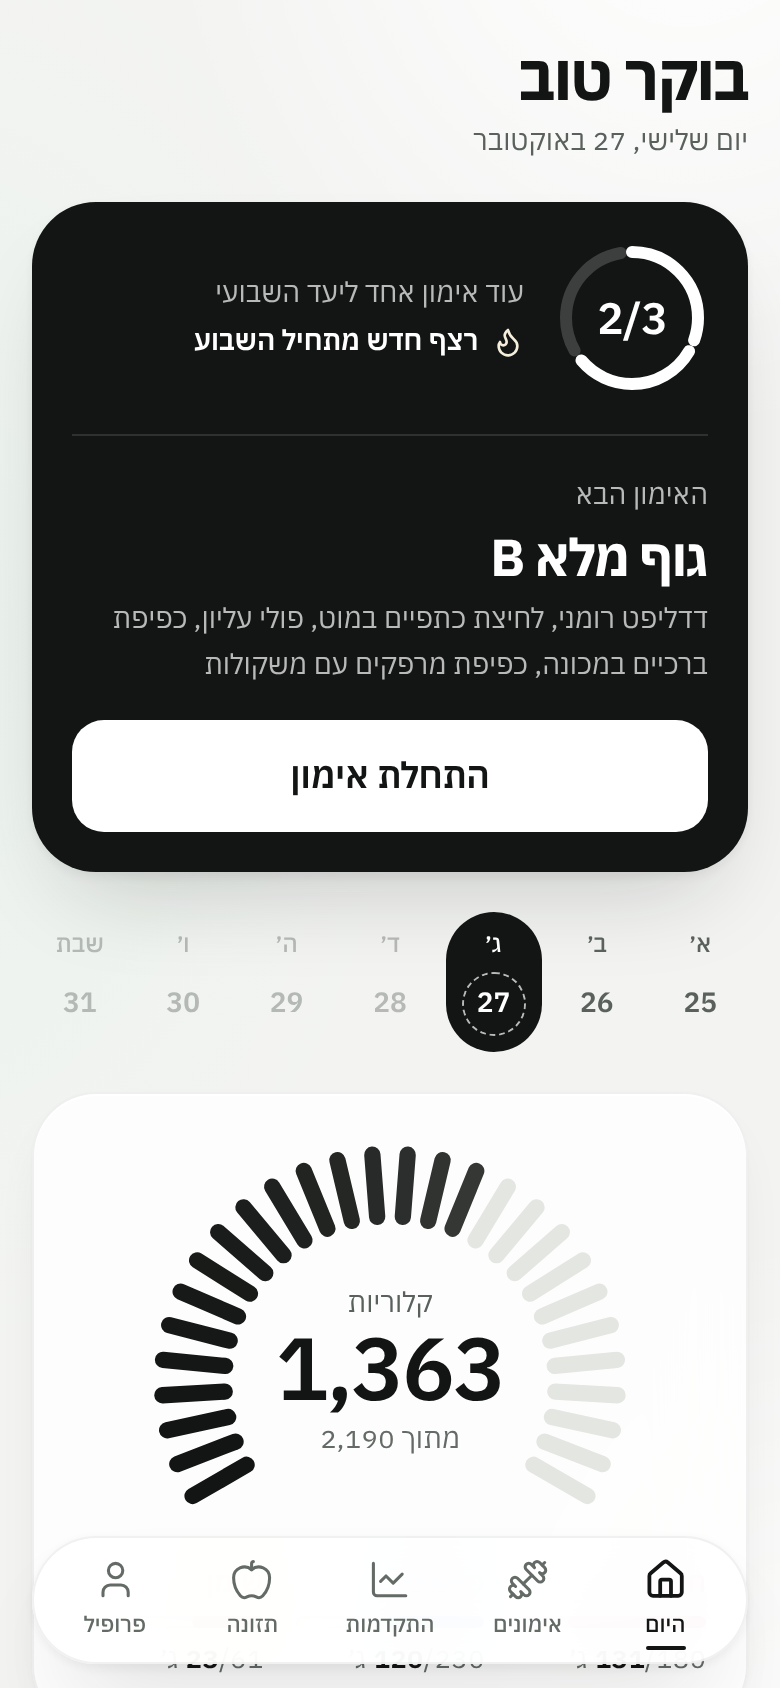 בוקר טוב
יום שלישי, 27 באוקטובר
2/3
עוד אימון אחד ליעד השבועי
רצף חדש מתחיל השבוע
האימון הבא
גוף מלא B
דדליפט רומני, לחיצת כתפיים במוט, פולי עליון, כפיפת
ברכיים במכונה, כפיפת מרפקים עם משקולות
התחלת אימון
א׳ ב׳ ג׳ ד׳ ה׳ ו׳ שבת
25 26 27 28 29 30 31
קלוריות
1,363
מתוך 2,190
היום אימונים התקדמות תזונה פרופיל